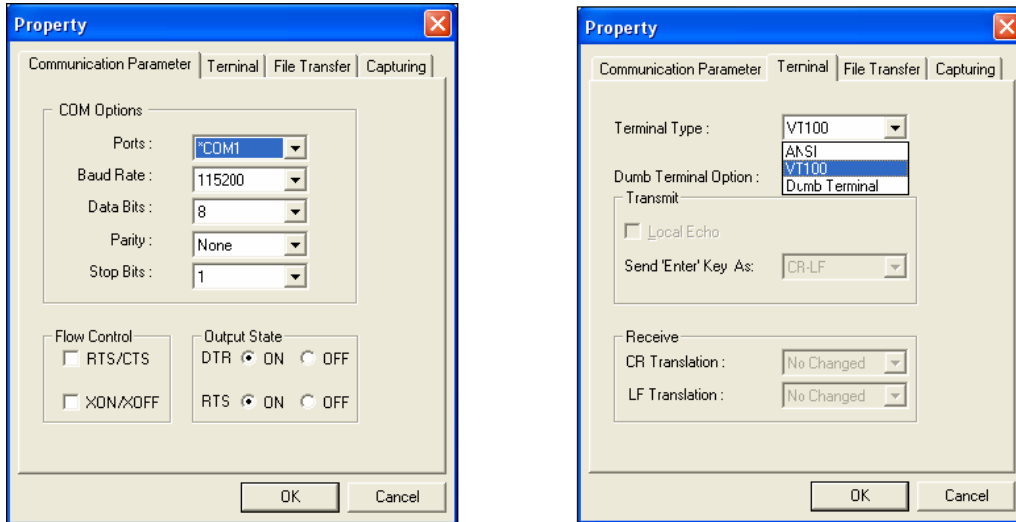 Property
Communication Parameter Terninal File Transfer Capturing
COM Options
Ports : *COM1
Baud Rate : 115200
Data Bits : 8
Parity : None
Stop Bits : 1
Flow Control
RTS/CTS
XON/XOFF
Output State
DTR ON OFF
RTS ON OFF
OK Cancel
Property
Communication Parameter Terninal File Transfer Capturing
Terminal Type : VT100
ANSI
VT100
Dumb Terminal
Dumb Terminal Option :
Transmit
Local Echo
Send 'Enter' Key As: CR-LF
Receive
CR Translation : No Changed
LF Translation : No Changed
OK Cancel